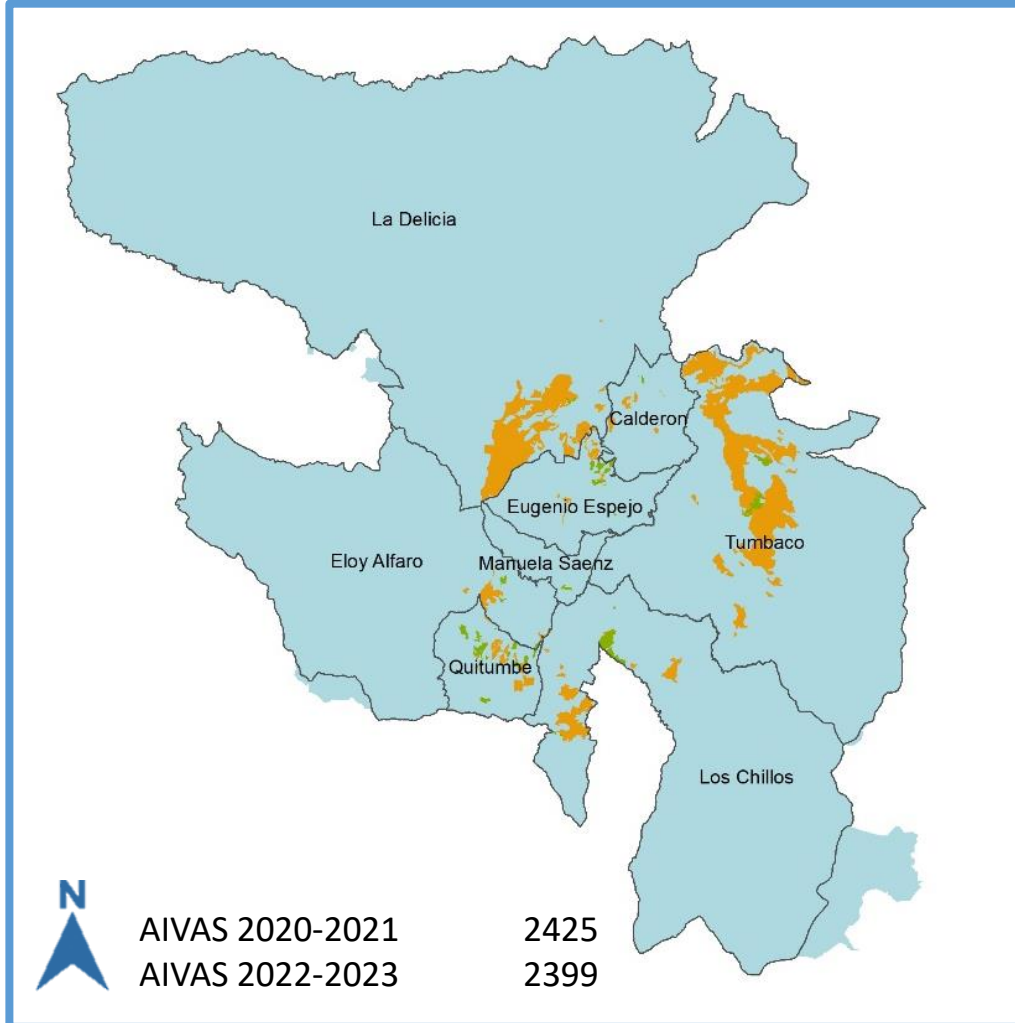 La Delicia
Calderon
Eugenio Espejo
Tumbaco
Eloy Alfaro
Manuela Saenz
Quitumbe
Los Chillos
N
AIVAS 2020-2021 2425
AIVAS 2022-2023 2399